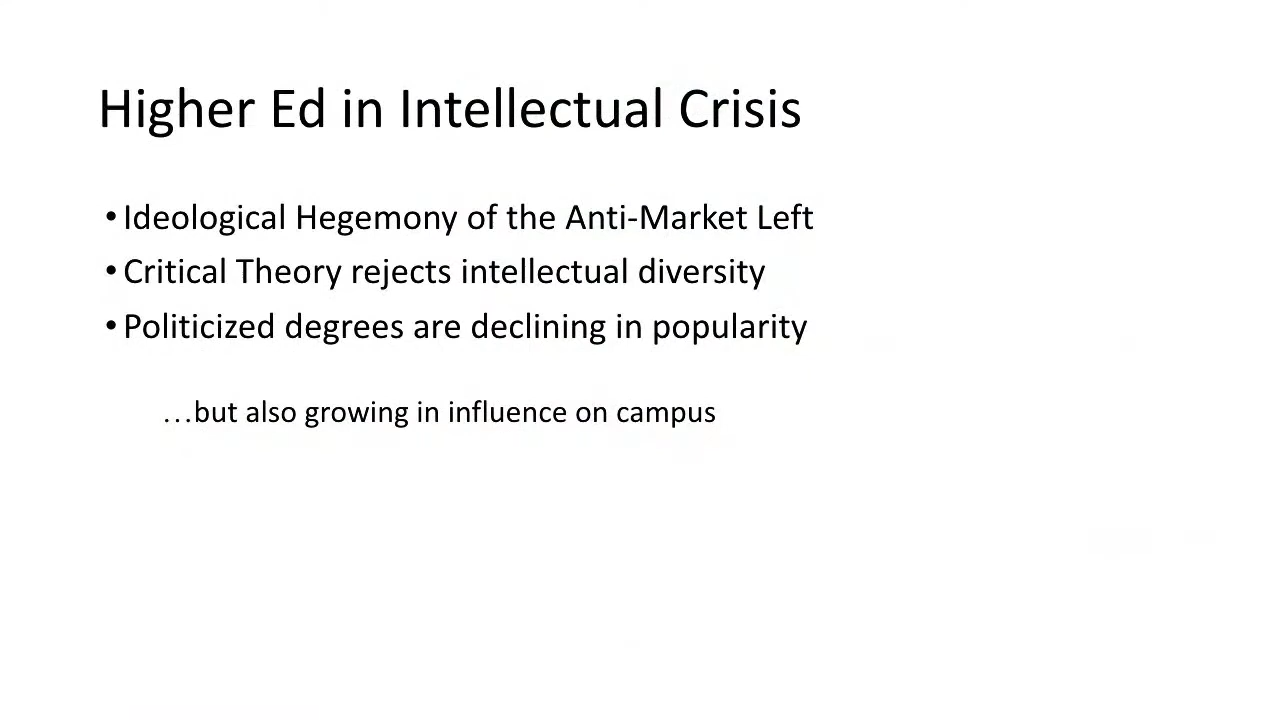 Higher Ed in Intellectual Crisis
•Ideological Hegemony of the Anti-Market Left
•Critical Theory rejects intellectual diversity
•Politicized degrees are declining in popularity
…but also growing in influence on campus